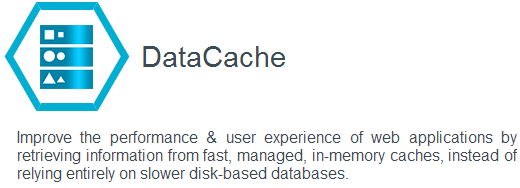 DataCache
Improve the performance & user experience of web applications by
retrieving information from fast, managed, in-memory caches, instead of
relying entirely on slower disk-based databases.